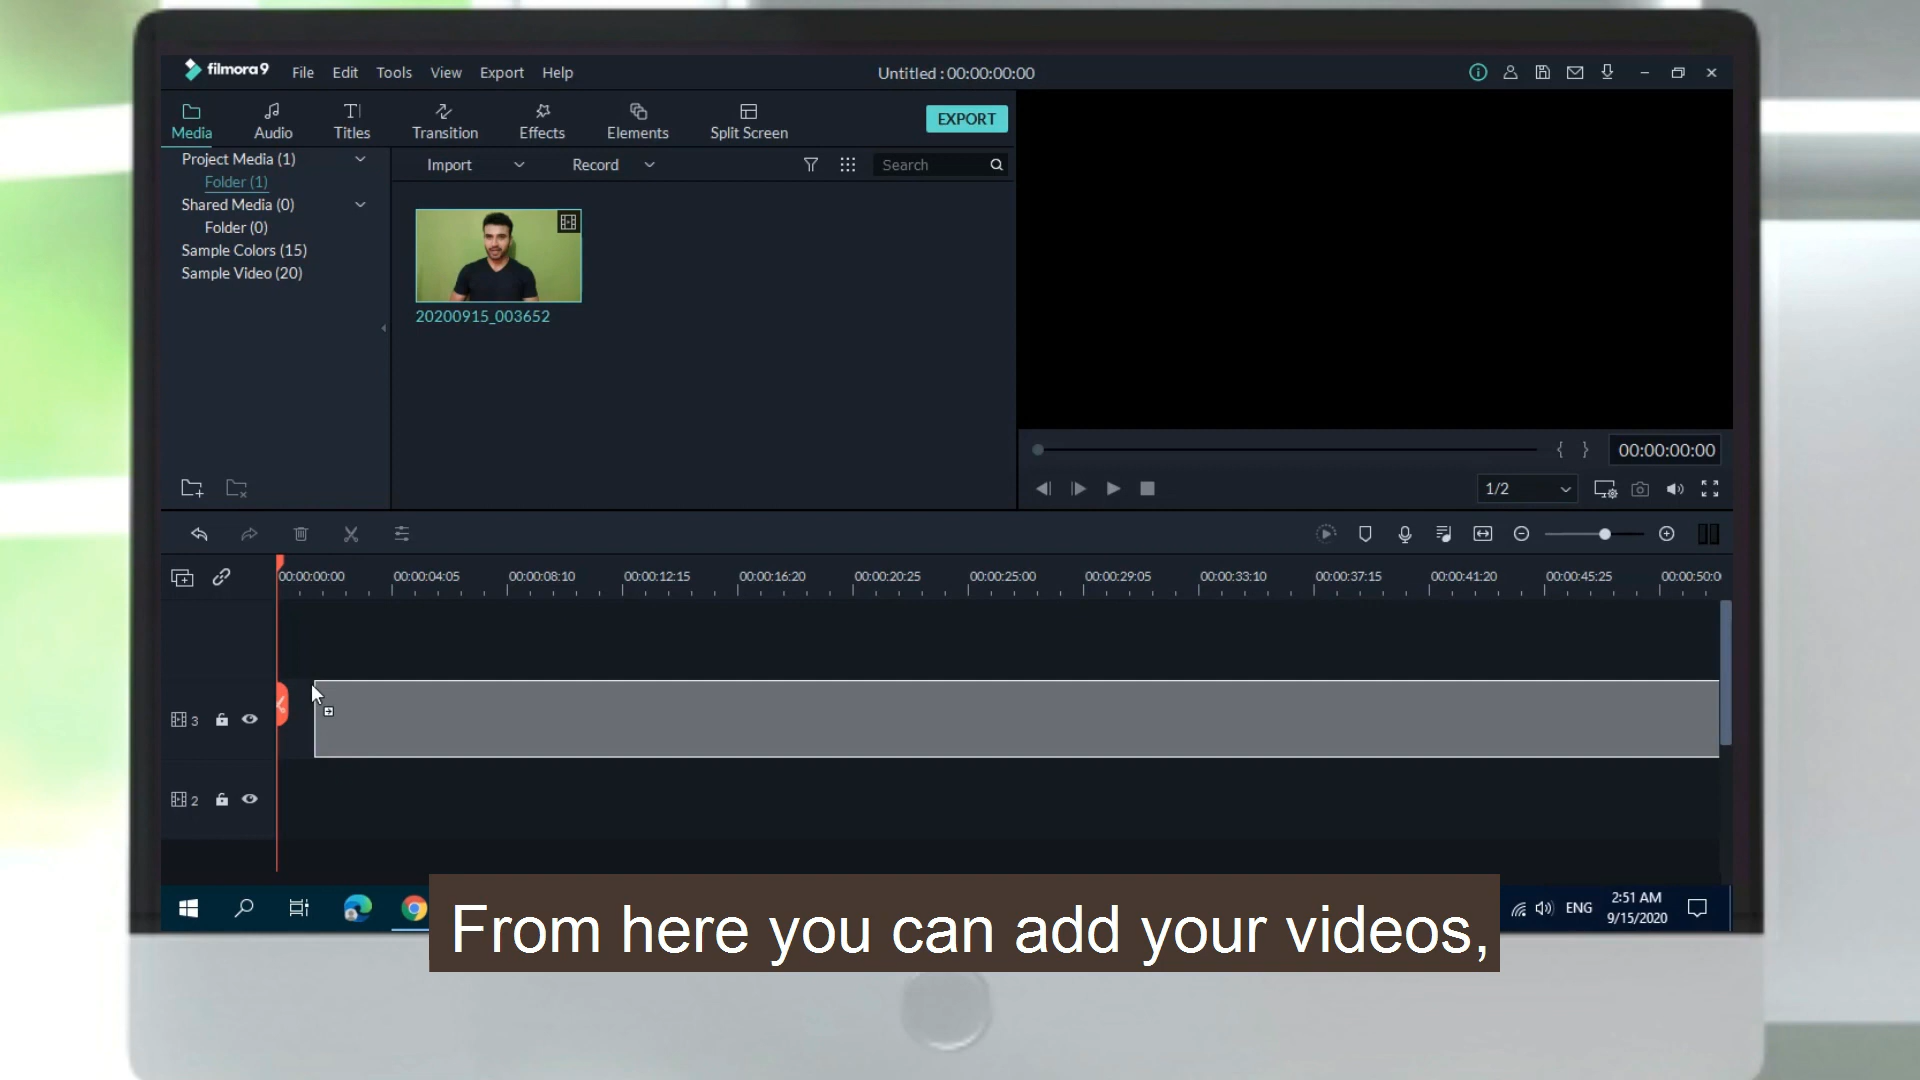 filmora9 File Edit Tools View Export Help Untitled : 00:00:00:00
Media Audio Titles Transition Effects Elements Split Screen EXPORT
Project Media (1)
Folder (1)
Shared Media (0)
Folder (0)
Sample Colors (15)
Sample Video (20)
Import Record Search
20200915_003652
00:00:00:00
1/2
00:00:00:00 00:00:04:05 00:00:08:10 00:00:12:15 00:00:16:20 00:00:20:25 00:00:25:00 00:00:29:05 00:00:33:10 00:00:37:15 00:00:41:20 00:00:45:25 00:00:50:0
3
2
ENG
2:51 AM
9/15/2020
From here you can add your videos,